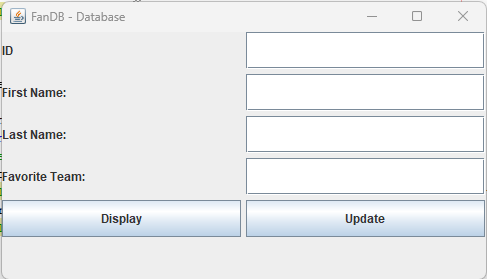 FanDB - Database
ID
First Name:
Last Name:
Favorite Team:
Display Update